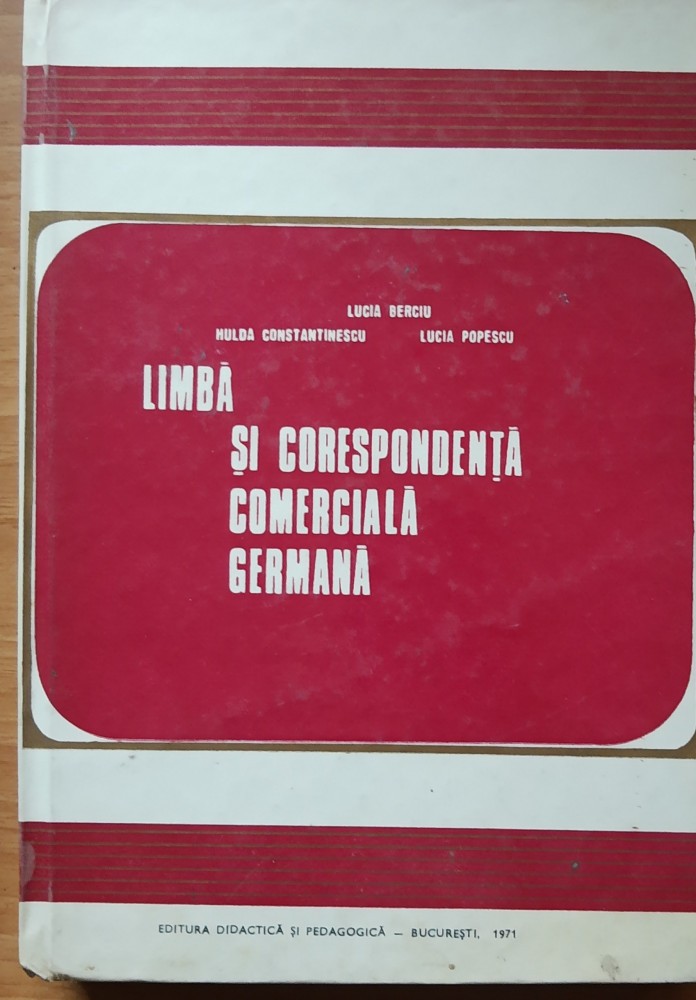 LUCIA BERCIU
HULDA CONSTANTINESCU LUCIA POPESCU
LIMBĂ
ȘI CORESPONDENȚĂ
COMERCIALĂ
GERMANĂ
EDITURA DIDACTICĂ ȘI PEDAGOGICĂ — BUCUREȘTI, 1971